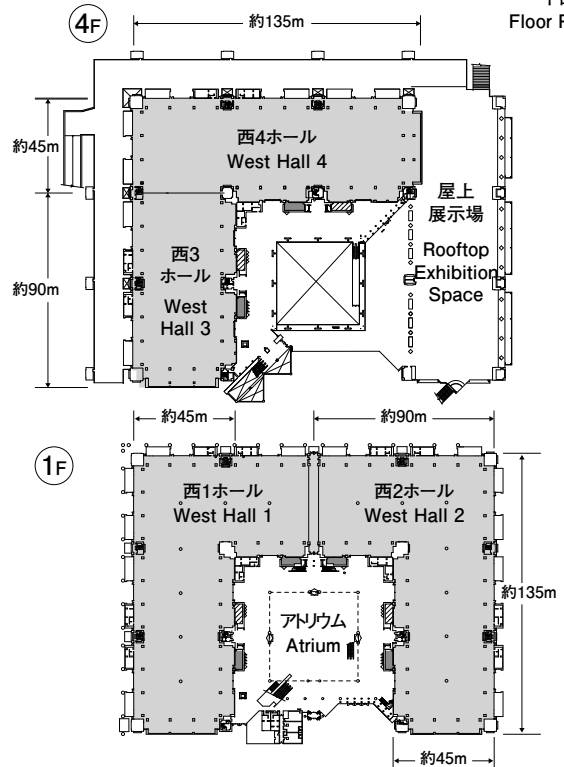 4F
約135m
Floor
約45m
西4ホール
West Hall 4
屋上
展示場
Rooftop
Exhibition
Space
西3
ホール
West
Hall 3
約90m
約45m
約90m
1F
西1ホール
West Hall 1
西2ホール
West Hall 2
約135m
アトリウム
Atrium
約45m